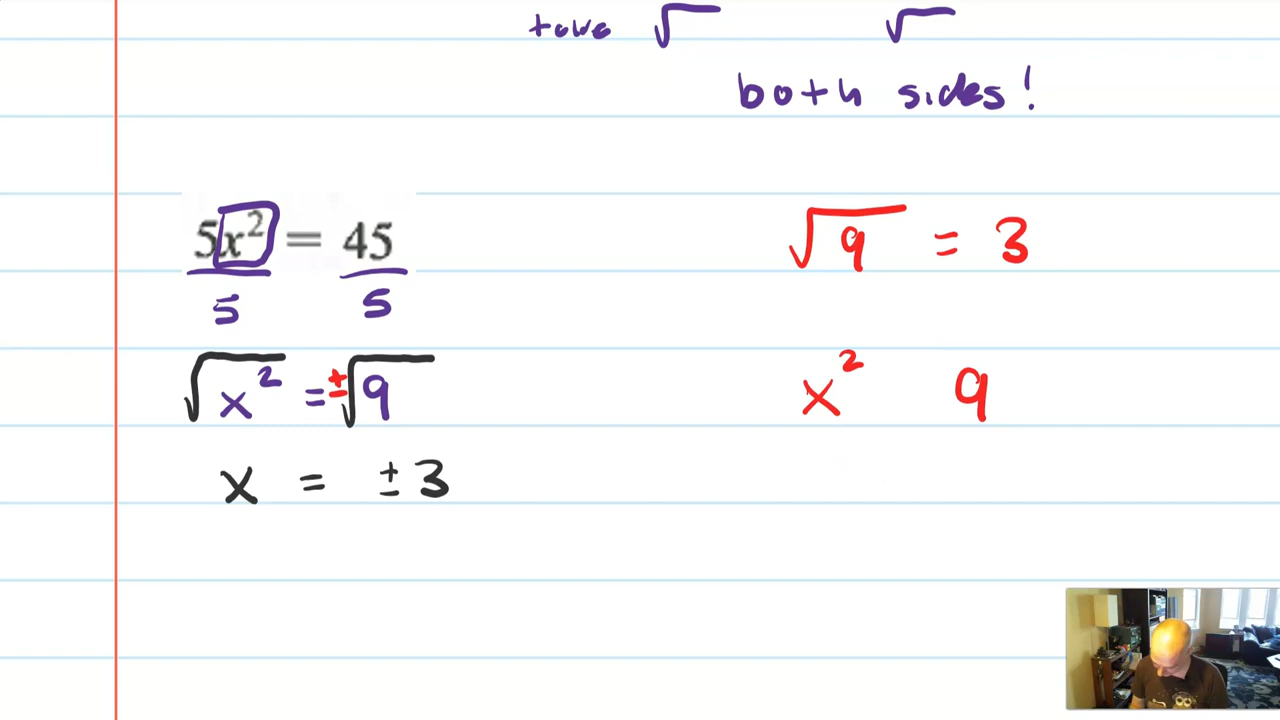 take √ √
both sides!
5x² = 45
5 5
√x² = ±√9
x = ±3
√9 = 3
x² 9